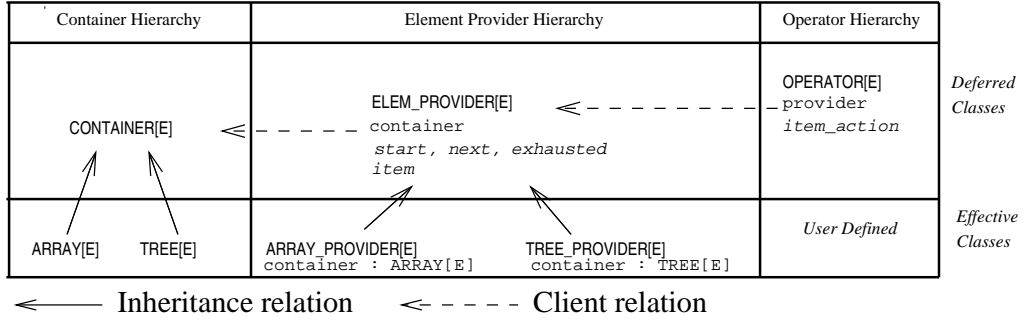 Container Hierarchy
Element Provider Hierarchy
Operator Hierarchy
CONTAINER[E]
ELEM_PROVIDER[E]
container
start, next, exhausted
item
OPERATOR[E]
provider
item_action
Deferred
Classes
ARRAY[E]
TREE[E]
ARRAY_PROVIDER[E]
container : ARRAY[E]
TREE_PROVIDER[E]
container : TREE[E]
User Defined
Effective
Classes
Inheritance relation
Client relation